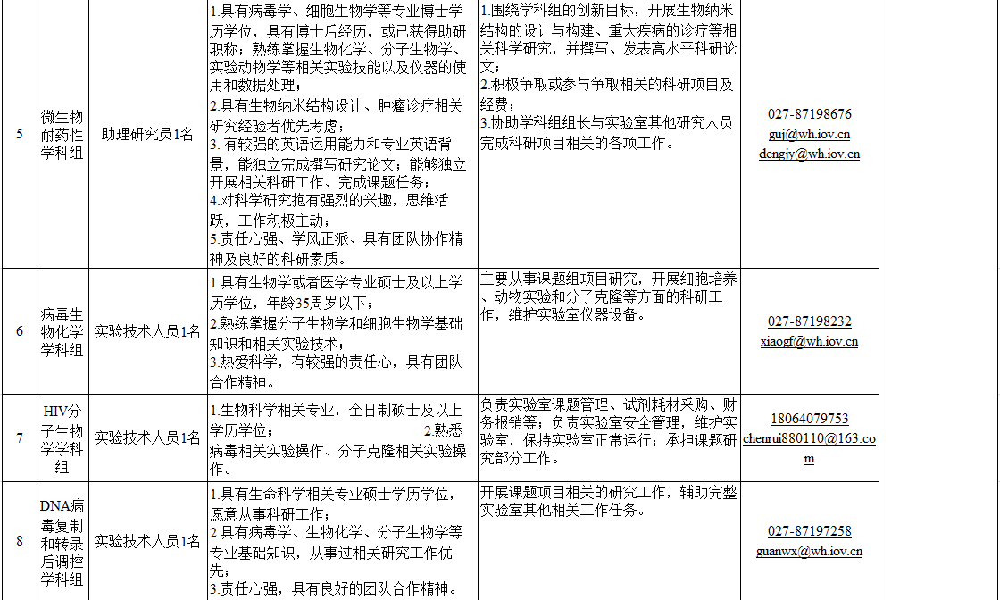 5
微生物
耐药性
学科组
助理研究员1名
1.具有病毒学、细胞生物学等专业博士学
历学位，具有博士后经历，或已获得助研
职称；熟练掌握生物化学、分子生物学、
实验动物学等相关实验技能以及仪器的使
用和数据处理；
2.具有生物纳米结构设计、肿瘤诊疗相关
研究经验者优先考虑；
3. 有较强的英语运用能力和专业英语背
景，能独立完成撰写研究论文；能够独立
开展相关科研工作、完成课题任务；
4.对科学研究抱有强烈的兴趣，思维活
跃，工作积极主动；
5.责任心强、学风正派、具有团队协作精
神及良好的科研素质。
1.围绕学科组的创新目标，开展生物纳米
结构的设计与构建、重大疾病的诊疗等相
关科学研究，并撰写、发表高水平科研论
文；
2.积极争取或参与争取相关的科研项目及
经费；
3.协助学科组组长与实验室其他研究人员
完成科研项目相关的各项工作。
027-87198676
guj@wh.iov.cn
dengjy@wh.iov.cn
6
病毒生
物化学
学科组
实验技术人员1名
1.具有生物学或者医学专业硕士及以上学
历学位，年龄35周岁以下；
2.熟练掌握分子生物学和细胞生物学基础
知识和相关实验技术；
3.热爱科学，有较强的责任心，具有团队
合作精神。
主要从事课题组项目研究，开展细胞培养
、动物实验和分子克隆等方面的科研工
作，维护实验室仪器设备。
027-87198232
xiaogf@wh.iov.cn
7
HIV分
子生物
学学科
组
实验技术人员1名
1.生物科学相关专业，全日制硕士及以上
学历学位； 2.熟悉
病毒相关实验操作、分子克隆相关实验操
作。
负责实验室课题管理、试剂耗材采购、财
务报销等；负责实验室安全管理，维护实
验室，保持实验室正常运行；承担课题研
究部分工作。
18064079753
chenrui880110@163.co
m
8
DNA病
毒复制
和转录
后调控
学科组
实验技术人员1名
1.具有生命科学相关专业硕士学历学位，
愿意从事科研工作；
2.具有病毒学、生物化学、分子生物学等
专业基础知识，从事过相关研究工作优
先；
3.责任心强，具有良好的团队合作精神。
开展课题项目相关的研究工作，辅助完整
实验室其他相关工作任务。
027-87197258
guanwx@wh.iov.cn